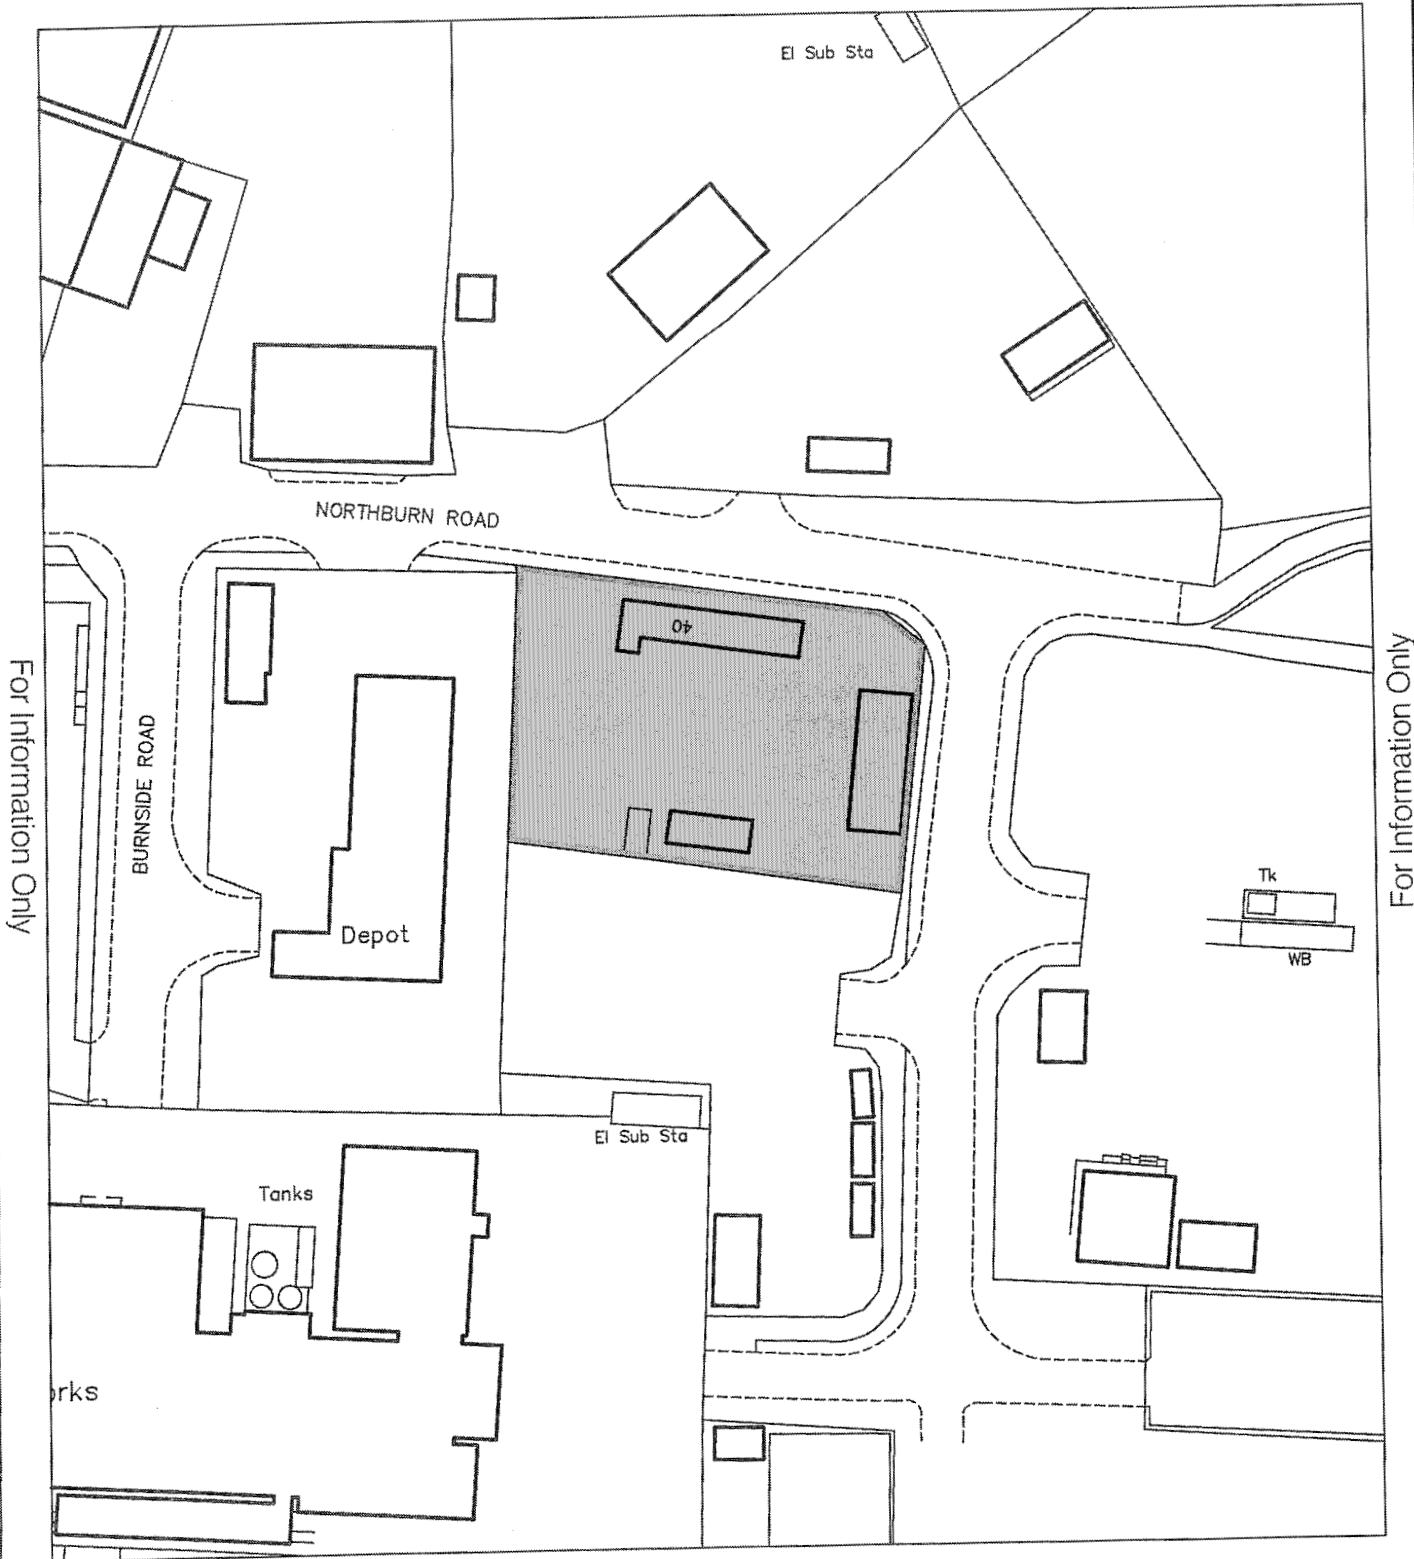 El Sub Sta
NORTHBURN ROAD
40
For Information Only
For Information Only
BURNSIDE ROAD
Tk
Depot
WB
El Sub Sta
Tanks
orks